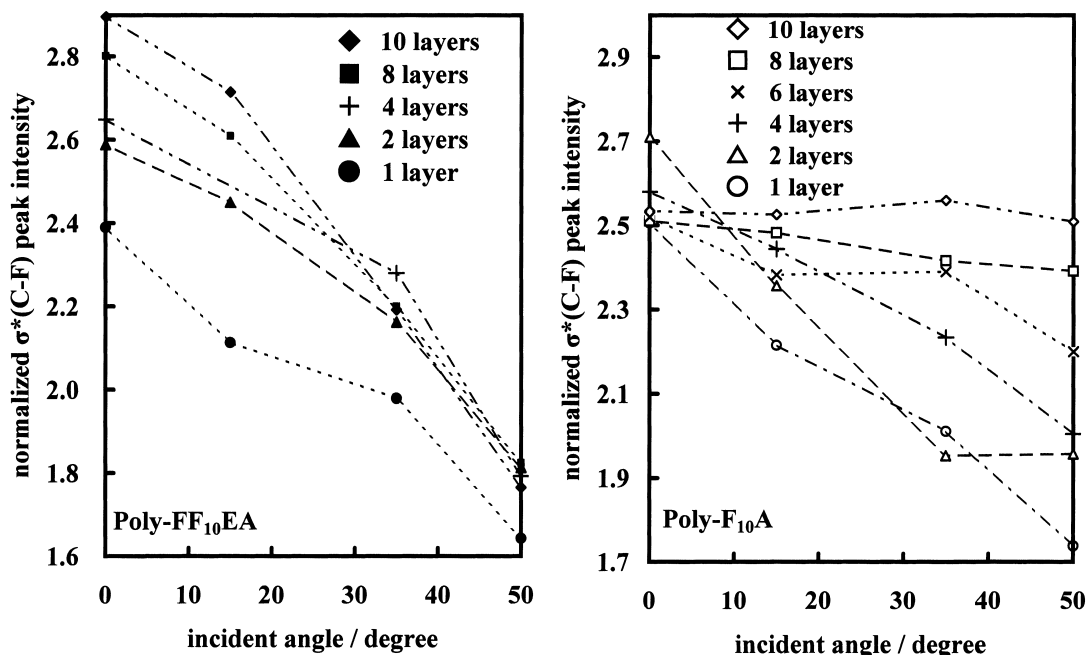 normalized σ*(C-F) peak intensity
2.8
2.6
2.4
2.2
2.0
1.8
1.6
0 10 20 30 40 50
incident angle / degree
10 layers
8 layers
4 layers
2 layers
1 layer
Poly-FF₁₀EA
normalized σ*(C-F) peak intensity
2.9
2.7
2.5
2.3
2.1
1.9
1.7
0 10 20 30 40 50
incident angle / degree
10 layers
8 layers
6 layers
4 layers
2 layers
1 layer
Poly-F₁₀A